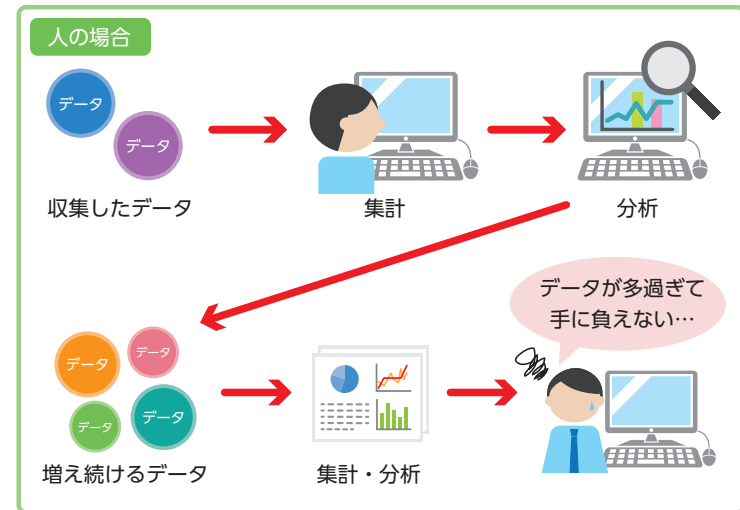 人の場合
データ
データ
収集したデータ
集計
分析
データが多過ぎて
手に負えない…
データ
データ
データ
データ
増え続けるデータ
集計・分析